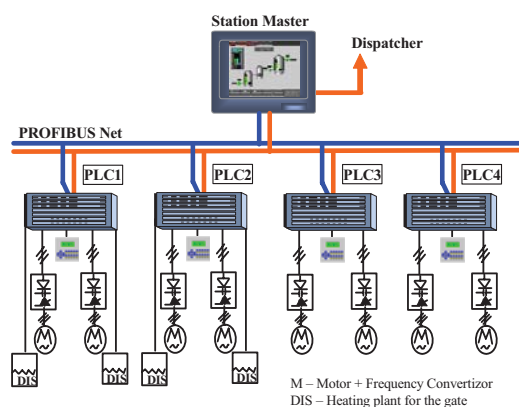 Station Master
Dispatcher
PROFIBUS Net
PLC1
PLC2
PLC3
PLC4
M
M
M
M
M
M
M
M
DIS
DIS
DIS
DIS
M – Motor + Frequency Convertizor
DIS – Heating plant for the gate